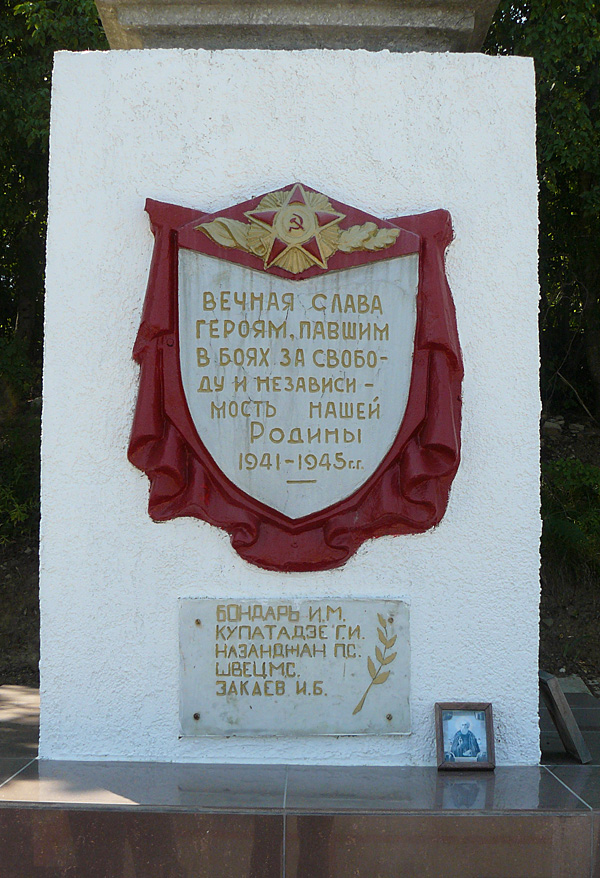 ВЕЧНАЯ СЛАВА
ГЕРОЯМ, ПАВШИМ
В БОЯХ ЗА СВОБО-
ДУ И НЕЗАВИСИ-
МОСТЬ НАШЕЙ
РОДИНЫ
1941-1945 г.г.
БОНДАРЬ И.М.
КУПАТАДЗЕ Г.И.
НАЗАНДЖАН П.С.
ШВЕЦ М.С.
ЗАКАЕВ И.Б.